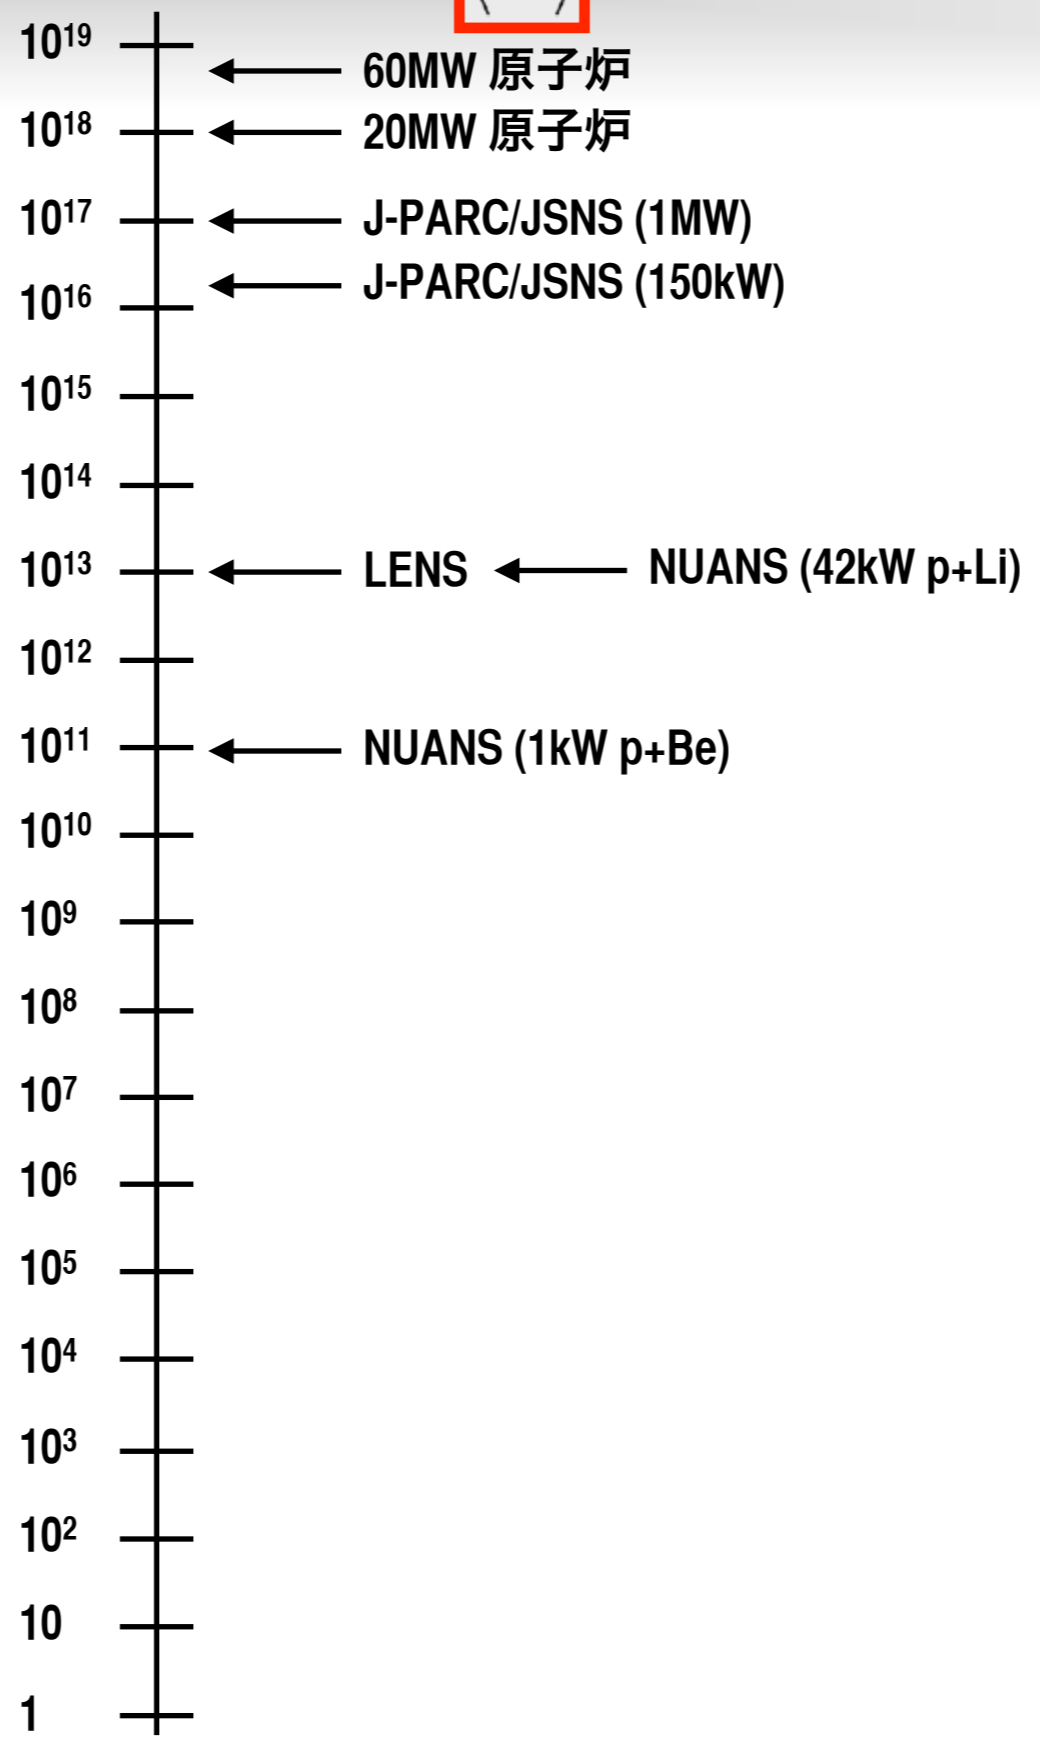 10¹⁹
60MW 原子炉
10¹⁸
20MW 原子炉
10¹⁷
J-PARC/JSNS (1MW)
J-PARC/JSNS (150kW)
10¹⁶
10¹⁵
10¹⁴
10¹³
LENS
NUANS (42kW p+Li)
10¹²
10¹¹
NUANS (1kW p+Be)
10¹⁰
10⁹
10⁸
10⁷
10⁶
10⁵
10⁴
10³
10²
10
1